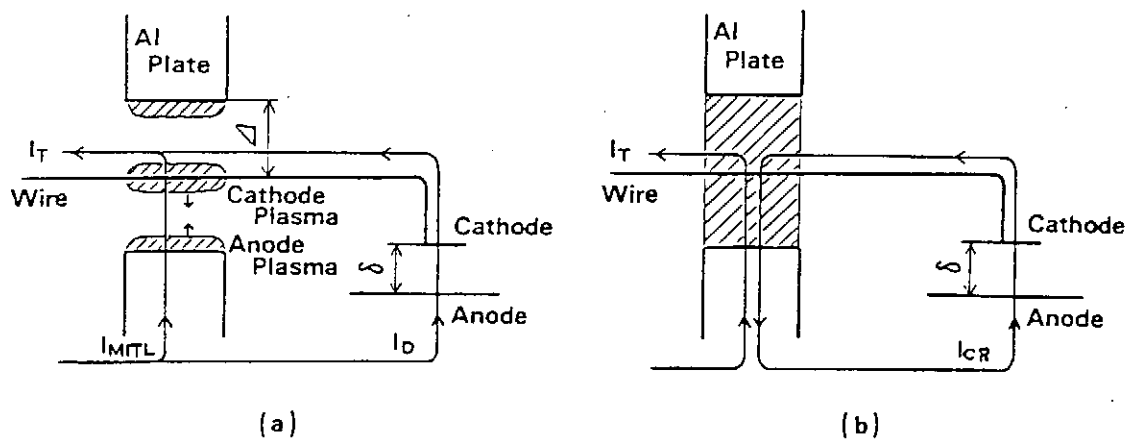 Al
Plate
Δ
I_T
Wire
Cathode
Plasma
Anode
Plasma
Cathode
δ
Anode
I_MITL
I_D
(a)
Al
Plate
I_T
Wire
Cathode
δ
Anode
I_CR
(b)